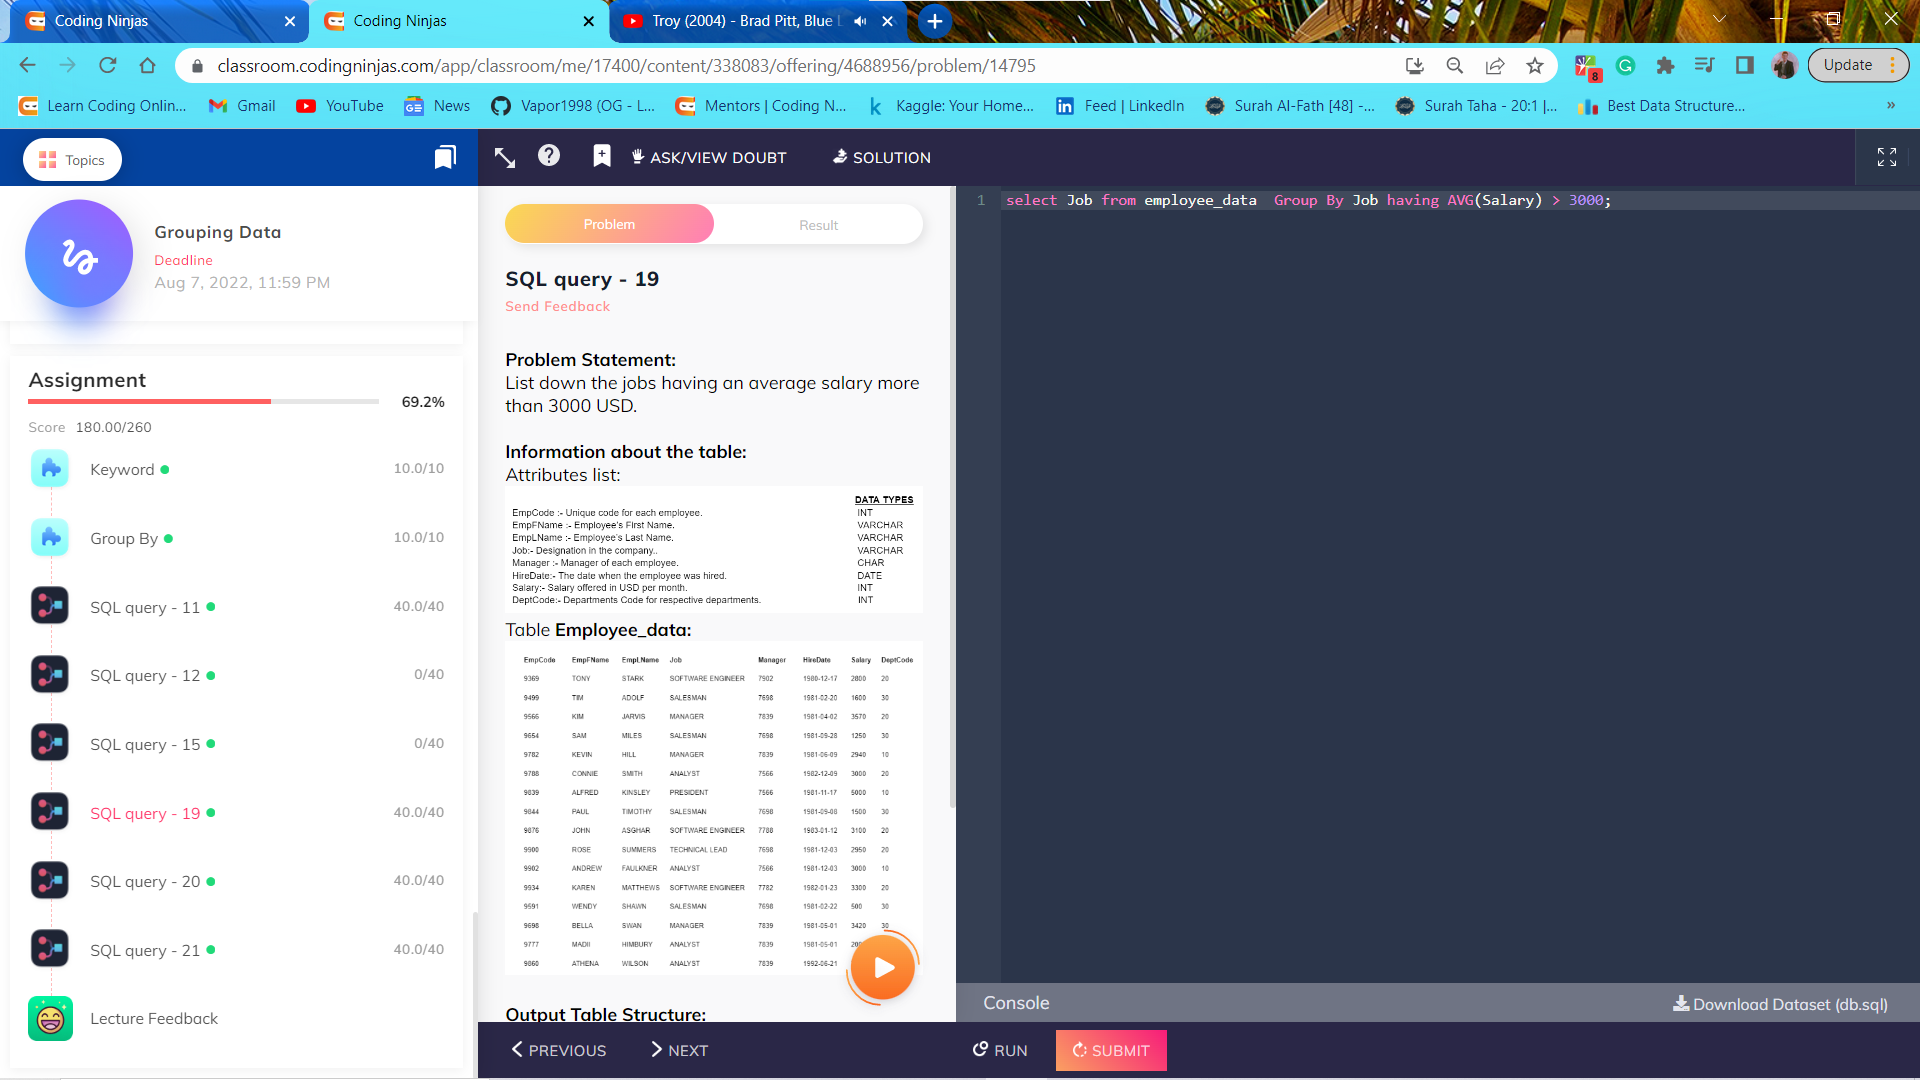 Coding Ninjas
Coding Ninjas
Troy (2004) - Brad Pitt, Blue L
classroom.codingninjas.com/app/classroom/me/17400/content/338083/offering/4688956/problem/14795
8
Update
Learn Coding Onlin...
Gmail
YouTube
News
Vapor1998 (OG - L...
Mentors | Coding N...
Kaggle: Your Home...
Feed | LinkedIn
Surah Al-Fath [48] -...
Surah Taha - 20:1 |...
Best Data Structure...
»
Topics
ASK/VIEW DOUBT
SOLUTION
Grouping Data
Deadline
Aug 7, 2022, 11:59 PM
Assignment
69.2%
Score 180.00/260
Keyword 10.0/10
Group By 10.0/10
SQL query - 11 40.0/40
SQL query - 12 0/40
SQL query - 15 0/40
SQL query - 19 40.0/40
SQL query - 20 40.0/40
SQL query - 21 40.0/40
Lecture Feedback
Problem
Result
SQL query - 19
Send Feedback
Problem Statement:
List down the jobs having an average salary more
than 3000 USD.
Information about the table:
Attributes list:
DATA TYPES
EmpCode :- Unique code for each employee. INT
EmpFName :- Employee's First Name. VARCHAR
EmpLName :- Employee's Last Name. VARCHAR
Job:- Designation in the company.. VARCHAR
Manager :- Manager of each employee. CHAR
HireDate:- The date when the employee was hired. DATE
Salary:- Salary offered in USD per month. INT
DeptCode:- Departments Code for respective departments. INT
Table Employee_data:
EmpCode EmpFName EmpLName Job Manager HireDate Salary DeptCode
9369 TONY STARK SOFTWARE ENGINEER 7902 1980-12-17 2800 20
9499 TIM ADOLF SALESMAN 7698 1981-02-20 1600 30
9566 KIM JARVIS MANAGER 7839 1981-04-02 3570 20
9654 SAM MILES SALESMAN 7698 1981-09-28 1250 30
9782 KEVIN HILL MANAGER 7839 1981-06-09 2940 10
9788 CONNIE SMITH ANALYST 7566 1982-12-09 3000 20
9839 ALFRED KINSLEY PRESIDENT 7566 1981-11-17 5000 10
9844 PAUL TIMOTHY SALESMAN 7698 1981-09-08 1500 30
9876 JOHN ASGHAR SOFTWARE ENGINEER 7788 1983-01-12 3100 20
9900 ROSE SUMMERS TECHNICAL LEAD 7698 1981-12-03 2950 20
9902 ANDREW FAULKNER ANALYST 7566 1981-12-03 3000 10
9934 KAREN MATTHEWS SOFTWARE ENGINEER 7782 1982-01-23 3300 20
9591 WENDY SHAWN SALESMAN 7698 1981-02-22 500 30
9698 BELLA SWAN MANAGER 7839 1981-05-01 3420 30
9777 MADII HIMBURY ANALYST 7839 1981-05-01
9860 ATHENA WILSON ANALYST 7839 1992-06-21
Output Table Structure:
PREVIOUS
NEXT
1 select Job from employee_data  Group By Job having AVG(Salary) > 3000;
Console
Download Dataset (db.sql)
RUN
SUBMIT